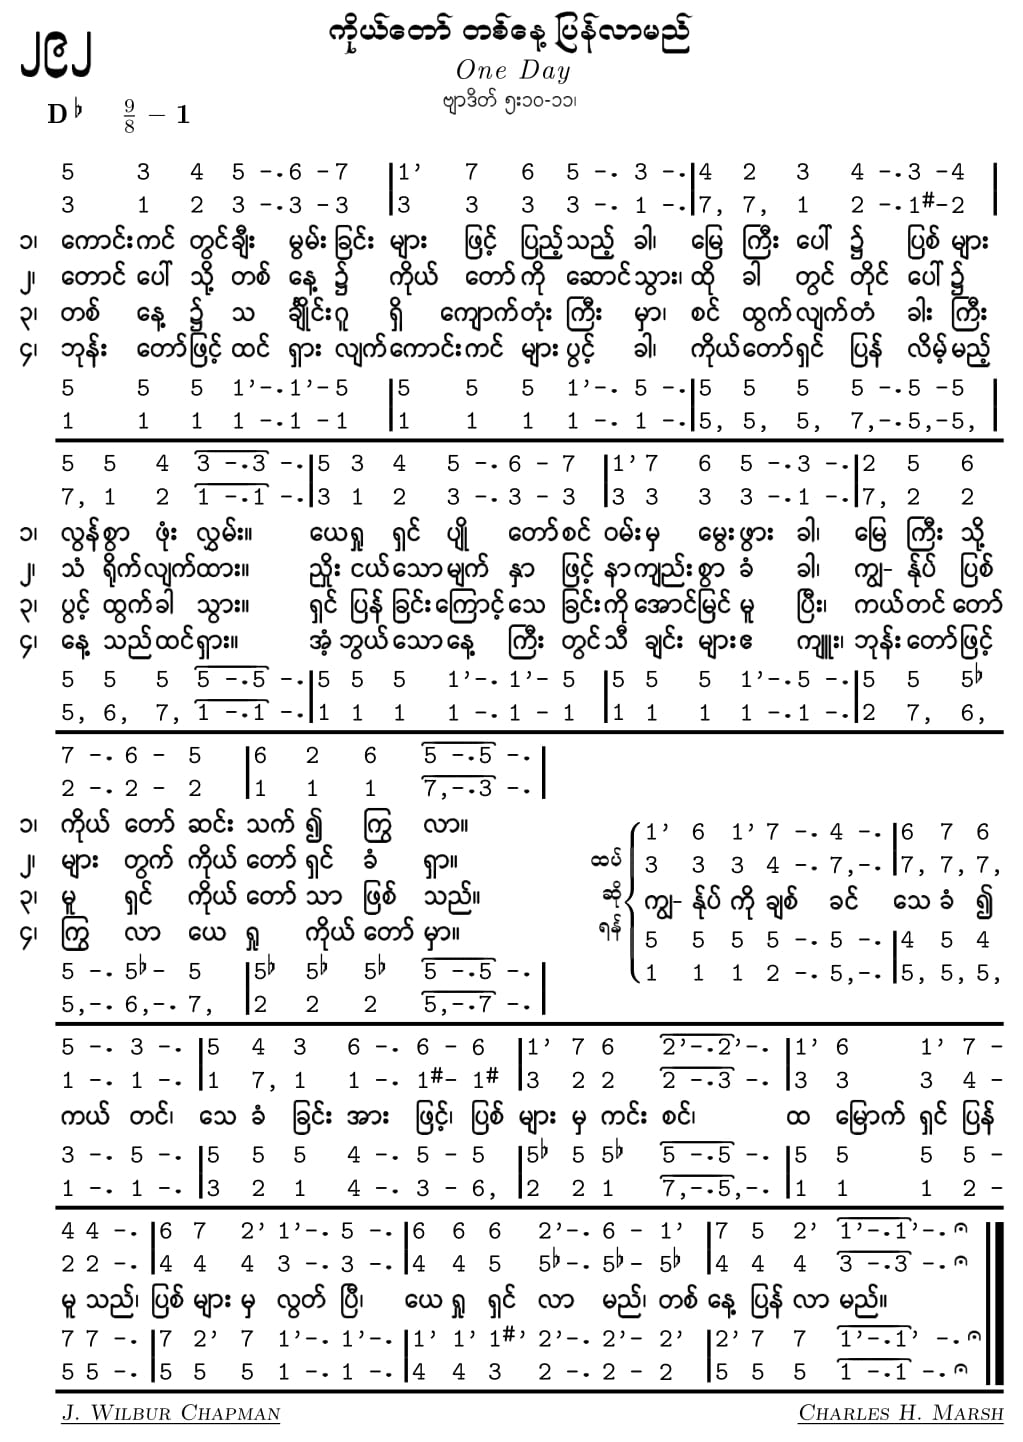 ၂၉၂
ကိုယ်တော် တစ်နေ့ ပြန်လာမည်
One Day
ဗျာဒိတ် ၅း၁၀-၁၁၊
D♭ 9/8 – 1
5 3 4 5 -. 6 - 7 |1’ 7 6 5 -. 3 -.|4 2 3 4 -. 3 -4 |
3 1 2 3 -. 3 - 3 |3 3 3 3 -. 1 -.|7, 7, 1 2 -. 1#-2 |
၁၊ ကောင်းကင် တွင်ချီး မွမ်းခြင်း များ ဖြင့် ပြည့်သည့် ခါ၊ မြေ ကြီး ပေါ် ၌ ပြစ် များ
၂၊ တောင် ပေါ် သို့ တစ် နေ့ ၌ ကိုယ် တော် ကို ဆောင်သွား၊ ထို ခါ တွင် တိုင် ပေါ် ၌
၃၊ တစ် နေ့ ၌ သ ချိုင်းဂူ ရှိ ကျောက်တုံး ကြီး မှာ၊ စင် ထွက်လျက်တံ ခါး ကြီး
၄၊ ဘုန်း တော်ဖြင့် ထင် ရှား လျက်ကောင်းကင် များပွင့် ခါ၊ ကိုယ်တော်ရှင် ပြန် လိမ့်မည့်
5 5 5 1’-. 1’- 5 |5 5 5 1’-. 5 -.|5 5 5 5 -. 5 -5 |
1 1 1 1 -. 1 - 1 |1 1 1 1 -. 1 -.|5, 5, 5, 7,-. 5,-5, |
5 5 4 3 -.3 -.|5 3 4 5 -. 6 - 7 |1’ 7 6 5 -. 3 -.|2 5 6
7, 1 2 1 -.1 -.|3 1 2 3 -. 3 - 3 |3 3 3 3 -. 1 -.|7, 2 2
၁၊ လွန်စွာ ဖုံး လွှမ်း။ ယေရှု ရှင် ပျို တော်စင် ဝမ်းမှ မွေးဖွား ခါ၊ မြေ ကြီး သို့
၂၊ သံ ရိုက်လျက်ထား။ ညှိုး ငယ်သောမျက် နှာ ဖြင့် နာကျည်းစွာ ခံ ခါ၊ ကျွ- န်ုပ် ပြစ်
၃၊ ပွင့် ထွက်ခါ သွား။ ရှင် ပြန် ခြင်းကြောင့်သေ ခြင်းကို အောင်မြင် မူ ပြီး၊ ကယ်တင် တော်
၄၊ နေ့ သည်ထင်ရှား။ အံ့ ဘွယ်သောနေ့ ကြီး တွင်သီ ချင်း များဧ ကျူး၊ ဘုန်းတော်ဖြင့်
5 5 5 5 -.5 -.|5 5 5 1’-. 1’- 5 |5 5 5 1’-. 5 -.|5 5 5♭
5, 6, 7, 1 -.1 -.|1 1 1 1 -. 1 - 1 |1 1 1 1 -. 1 -.|2 7, 6,
7 -. 6 - 5 |6 2 6 5 -.5 -.|
2 -. 2 - 2 |1 1 1 7,-.3 -.|
၁၊ ကိုယ် တော် ဆင်း သက် ၍ ကြွ လာ။
၂၊ များ တွက် ကိုယ် တော် ရှင် ခံ ရှာ။
၃၊ မူ ရှင် ကိုယ် တော် သာ ဖြစ် သည်။
၄၊ ကြွ လာ ယေ ရှု ကိုယ် တော် မှာ။
5 -. 5♭- 5 |5♭ 5♭ 5♭ 5 -.5 -.|
5,-. 6,-. 7, |2 2 2 5,-.7 -.|
ထပ်
ဆို
ရန်
1’ 6 1’ 7 -. 4 -.|6 7 6
3 3 3 4 -. 7,-.|7, 7, 7,
ကျွ- န်ုပ် ကို ချစ် ခင် သေ ခံ ၍
5 5 5 5 -. 5 -.|4 5 4
1 1 1 2 -. 5,-.|5, 5, 5,
5 -. 3 -.|5 4 3 6 -. 6 - 6 |1’ 7 6 2’-.2’-.|1’ 6 1’ 7 -
1 -. 1 -.|1 7, 1 1 -. 1#- 1# |3 2 2 2 -.3 -.|3 3 3 4 -
ကယ် တင်၊ သေ ခံ ခြင်း အား ဖြင့်၊ ပြစ် များ မှ ကင်း စင်၊ ထ မြောက် ရှင် ပြန်
3 -. 5 -.|5 5 5 4 -. 5 - 5 |5♭ 5 5♭ 5 -.5 -.|5 5 5 5 -
1 -. 1 -.|3 2 1 4 -. 3 - 6, |2 2 1 7,-.5,-.|1 1 1 2 -
4 4 -.|6 7 2’ 1’-. 5 -.|6 6 6 2’-. 6 - 1’ |7 5 2’ 1’-.1’-.
2 2 -.|4 4 4 3 -. 3 -.|4 4 5 5♭-. 5♭- 5♭ |4 4 4 3 -.3 -.
မူ သည်၊ ပြစ် များ မှ လွတ် ပြီ၊ ယေ ရှု ရှင် လာ မည်၊ တစ် နေ့ ပြန် လာ မည်။
7 7 -.|7 2’ 7 1’-. 1’-.|1’ 1’ 1#’ 2’-. 2’- 2’ |2’ 7 7 1’-.1’ -.
5 5 -.|5 5 5 1 -. 1 -.|4 4 3 2 -. 2 - 2 |5 5 5 1 -.1 -.
J. WILBUR CHAPMAN CHARLES H. MARSH